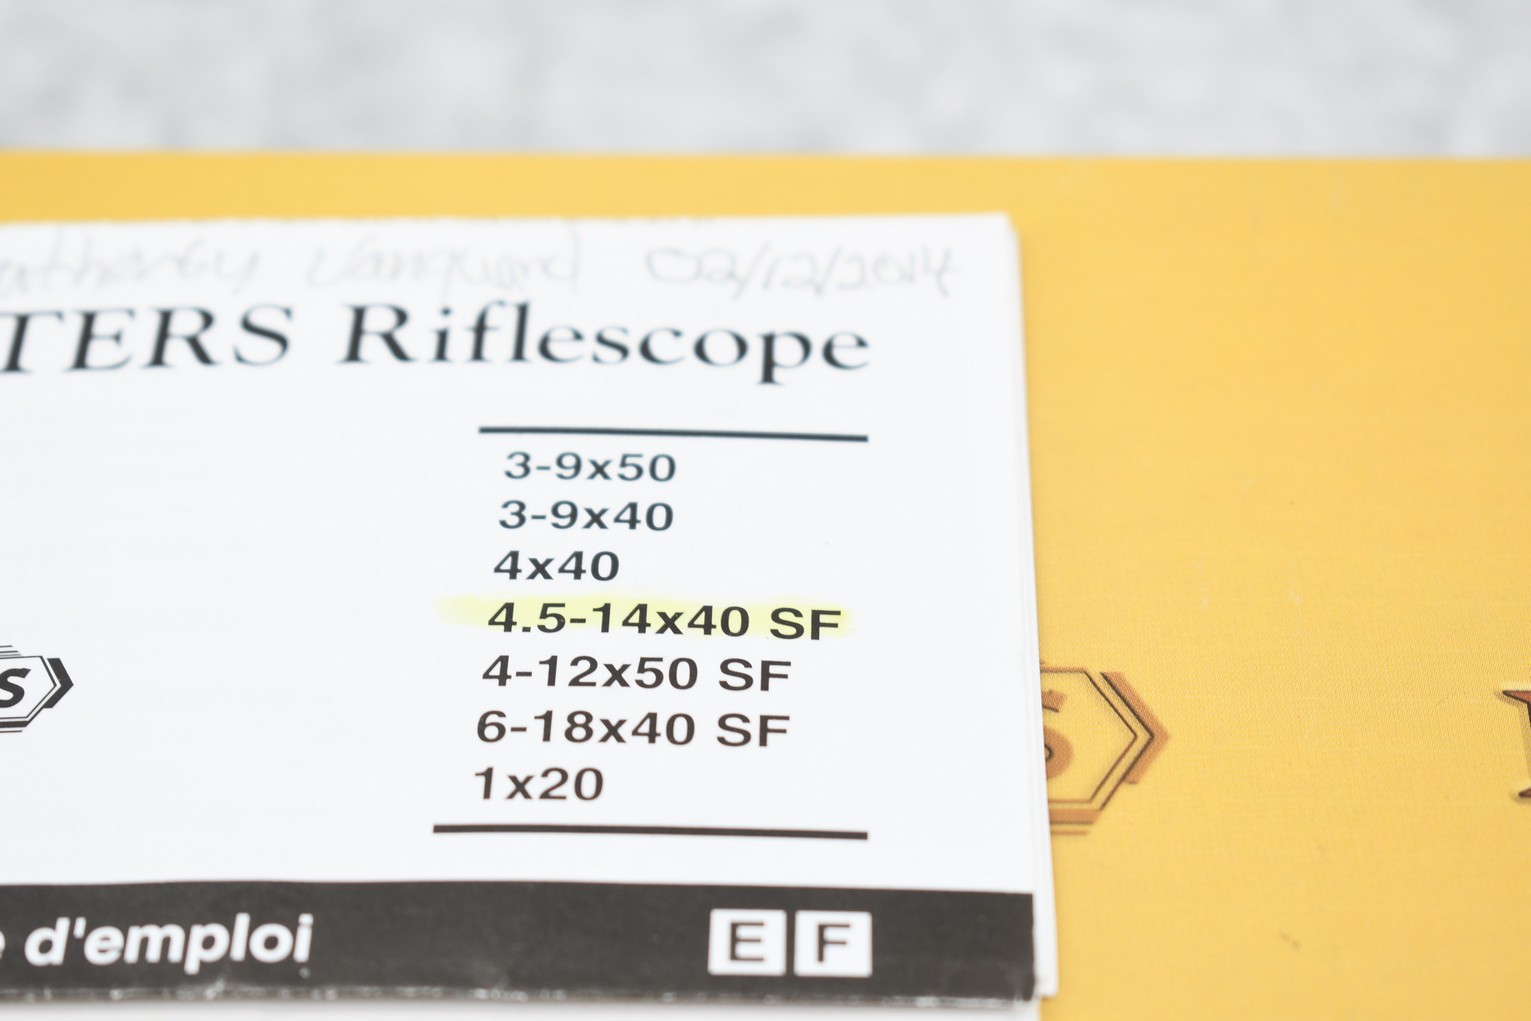 Vanguard 02/12/2014
TERS Riflescope
3-9x50
3-9x40
4x40
4.5-14x40 SF
4-12x50 SF
6-18x40 SF
1x20
S
d'emploi
E F